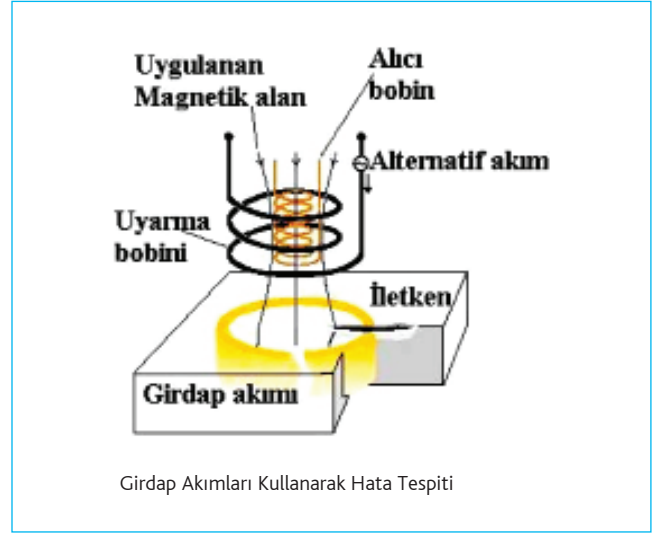 Uygulanan
Magnetik alan
Alıcı
bobin
Alternatif akım
Uyarma
bobini
İletken
Girdap akımı
Girdap Akımları Kullanarak Hata Tespiti